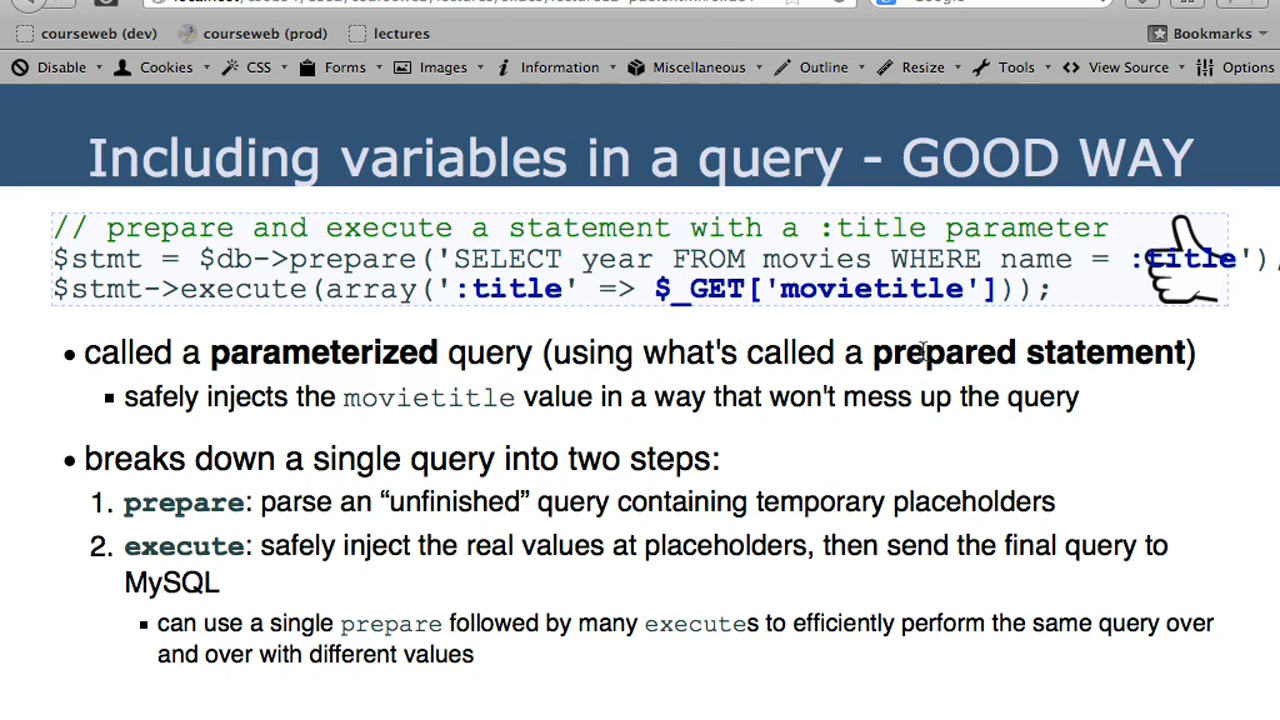 courseweb (dev) courseweb (prod) lectures Bookmarks
Disable Cookies CSS Forms Images Information Miscellaneous Outline Resize Tools View Source Options
Including variables in a query - GOOD WAY
// prepare and execute a statement with a :title parameter
$stmt = $db->prepare('SELECT year FROM movies WHERE name = :title');
$stmt->execute(array(':title' => $_GET['movietitle']));
• called a parameterized query (using what's called a prepared statement)
▪ safely injects the movietitle value in a way that won't mess up the query
• breaks down a single query into two steps:
1. prepare: parse an “unfinished” query containing temporary placeholders
2. execute: safely inject the real values at placeholders, then send the final query to
MySQL
▪ can use a single prepare followed by many executes to efficiently perform the same query over
and over with different values